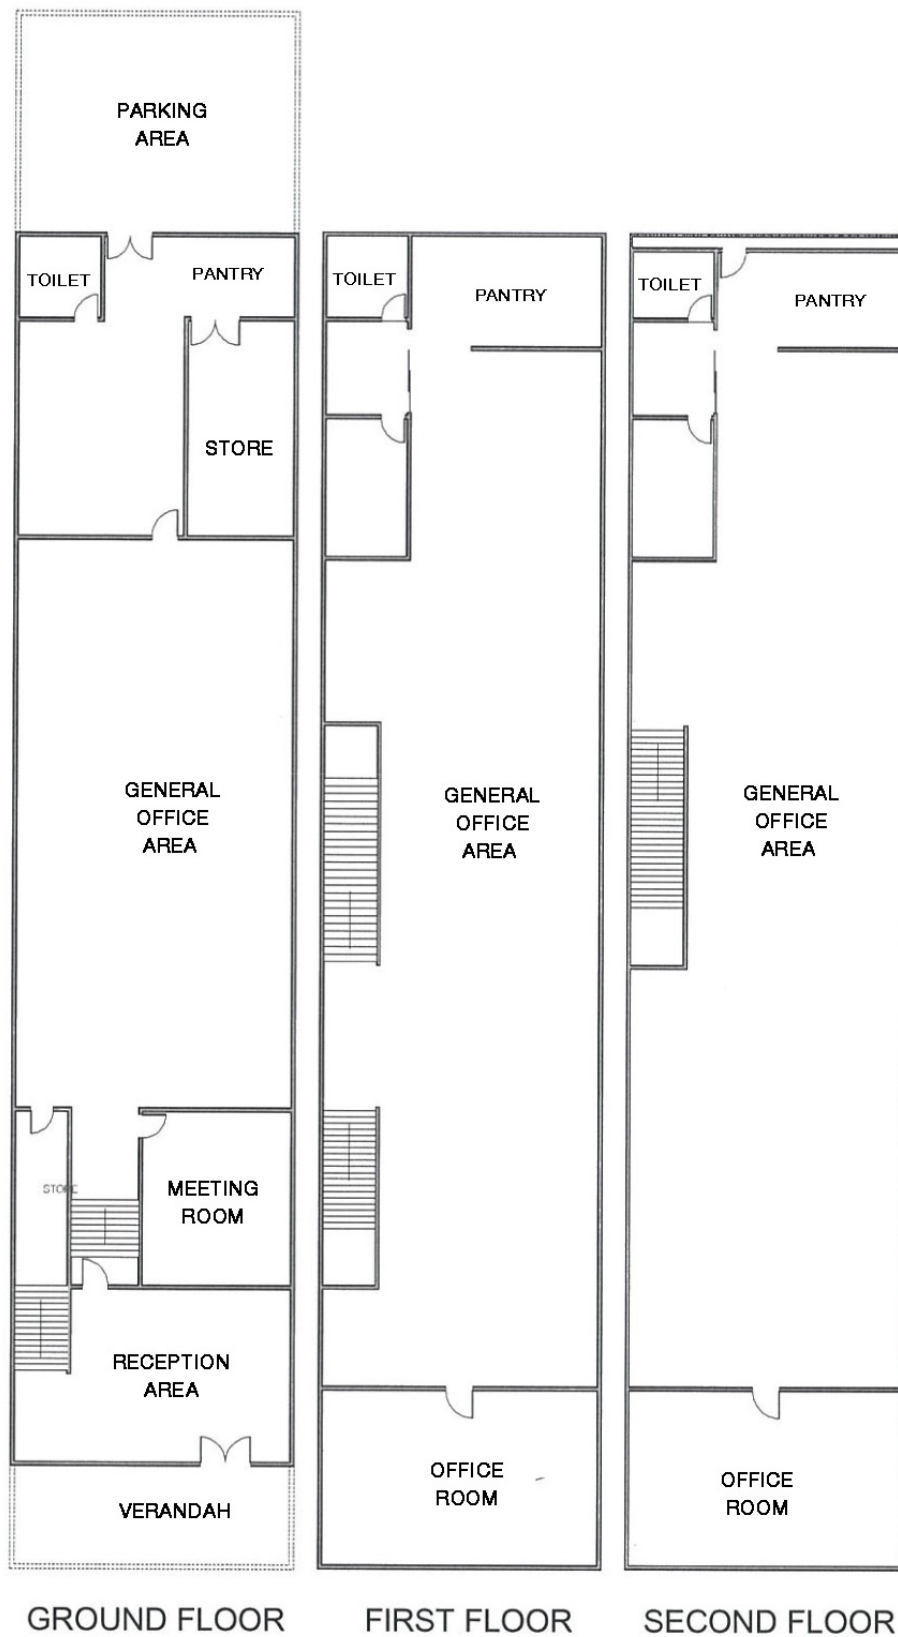 PARKING
AREA
TOILET
PANTRY
STORE
GENERAL
OFFICE
AREA
STORE
MEETING
ROOM
RECEPTION
AREA
VERANDAH
GROUND FLOOR
TOILET
PANTRY
GENERAL
OFFICE
AREA
OFFICE
ROOM
FIRST FLOOR
TOILET
PANTRY
GENERAL
OFFICE
AREA
OFFICE
ROOM
SECOND FLOOR